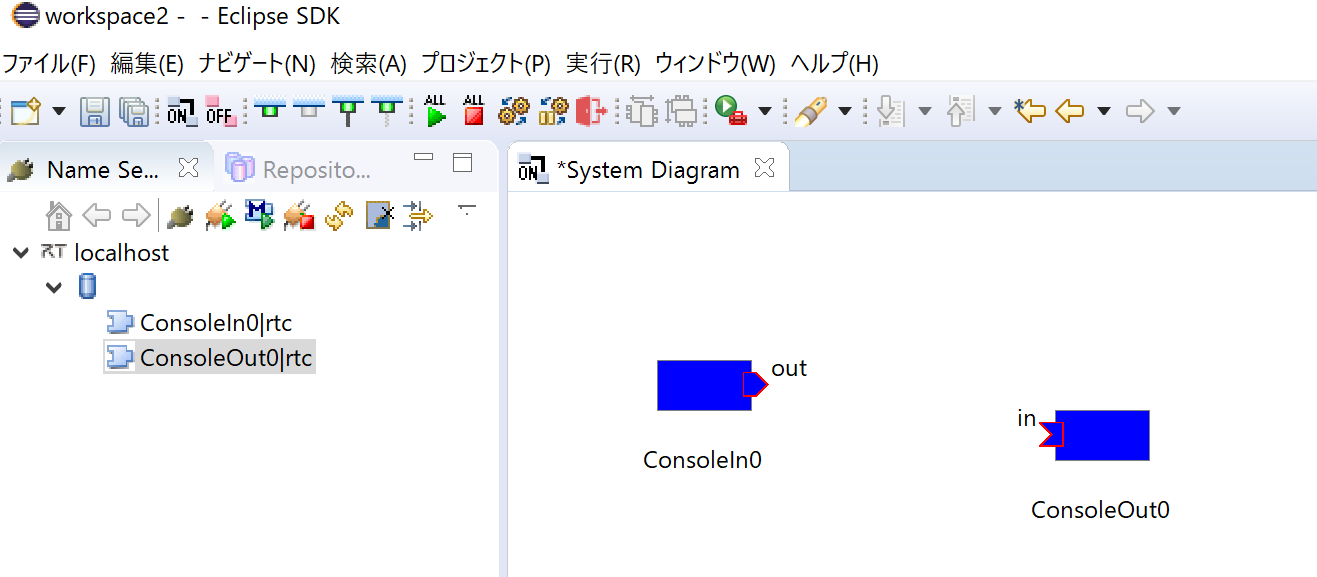 workspace2 -  - Eclipse SDK
ファイル(F) 編集(E) ナビゲート(N) 検索(A) プロジェクト(P) 実行(R) ウィンドウ(W) ヘルプ(H)
ON OFF ALL ALL
Name Se... Reposito... ON *System Diagram
RT localhost
ConsoleIn0|rtc
ConsoleOut0|rtc
out
in
ConsoleIn0
ConsoleOut0